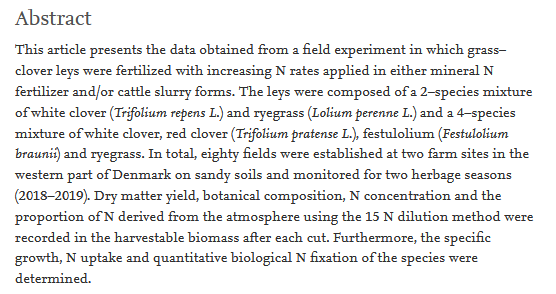 Abstract
This article presents the data obtained from a field experiment in which grass–
clover leys were fertilized with increasing N rates applied in either mineral N
fertilizer and/or cattle slurry forms. The leys were composed of a 2–species mixture
of white clover (Trifolium repens L.) and ryegrass (Lolium perenne L.) and a 4–species
mixture of white clover, red clover (Trifolium pratense L.), festulolium (Festulolium
braunii) and ryegrass. In total, eighty fields were established at two farm sites in the
western part of Denmark on sandy soils and monitored for two herbage seasons
(2018–2019). Dry matter yield, botanical composition, N concentration and the
proportion of N derived from the atmosphere using the 15 N dilution method were
recorded in the harvestable biomass after each cut. Furthermore, the specific
growth, N uptake and quantitative biological N fixation of the species were
determined.